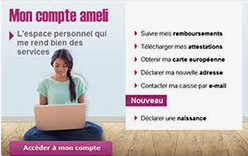 Mon compte ameli
L'espace personnel qui
me rend bien des
services
Suivre mes remboursements
Télécharger mes attestations
Obtenir ma carte européenne
Déclarer ma nouvelle adresse
Contacter ma caisse par e-mail
Nouveau
Déclarer une naissance
Accéder à mon compte